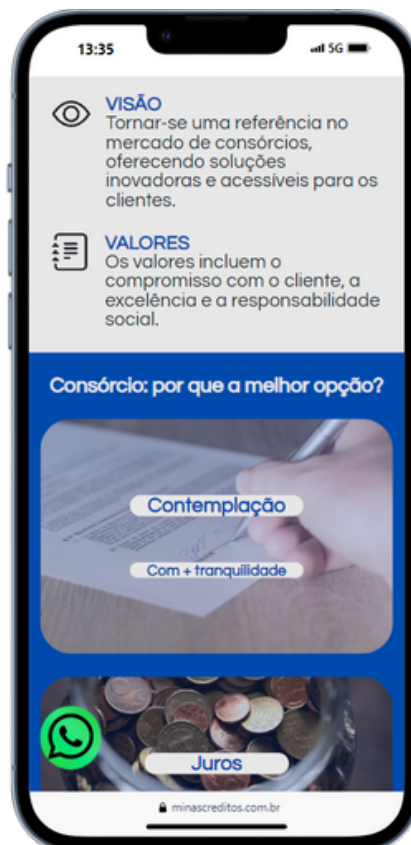 13:35
5G
VISÃO
Tornar-se uma referência no
mercado de consórcios,
oferecendo soluções
inovadoras e acessíveis para os
clientes.
VALORES
Os valores incluem o
compromisso com o cliente, a
excelência e a responsabilidade
social.
Consórcio: por que a melhor opção?
Contemplação
Com + tranquilidade
Juros
minascreditos.com.br